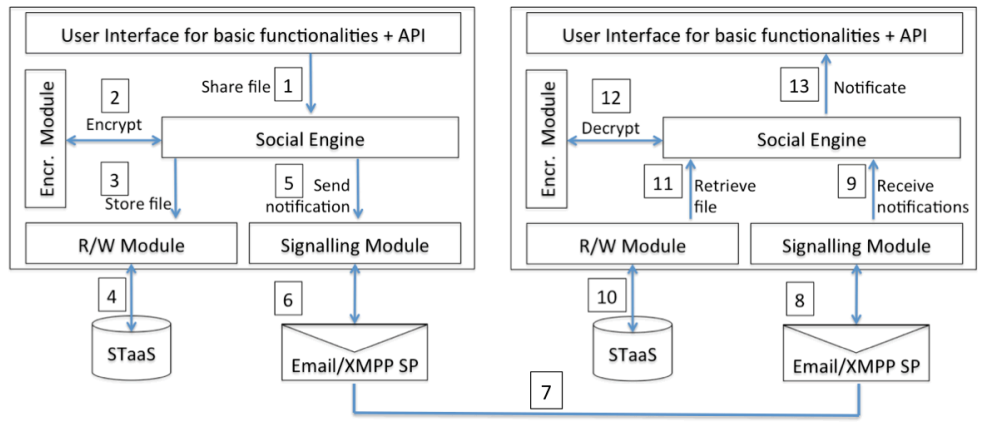 User Interface for basic functionalities + API
Share file
1
2
Encrypt
Encr. Module
Social Engine
3
Store file
5
Send
notification
R/W Module
Signalling Module
4
6
STaaS
Email/XMPP SP
7
User Interface for basic functionalities + API
13
Notificate
12
Decrypt
Encr. Module
Social Engine
11
Retrieve
file
9
Receive
notifications
R/W Module
Signalling Module
10
8
STaaS
Email/XMPP SP